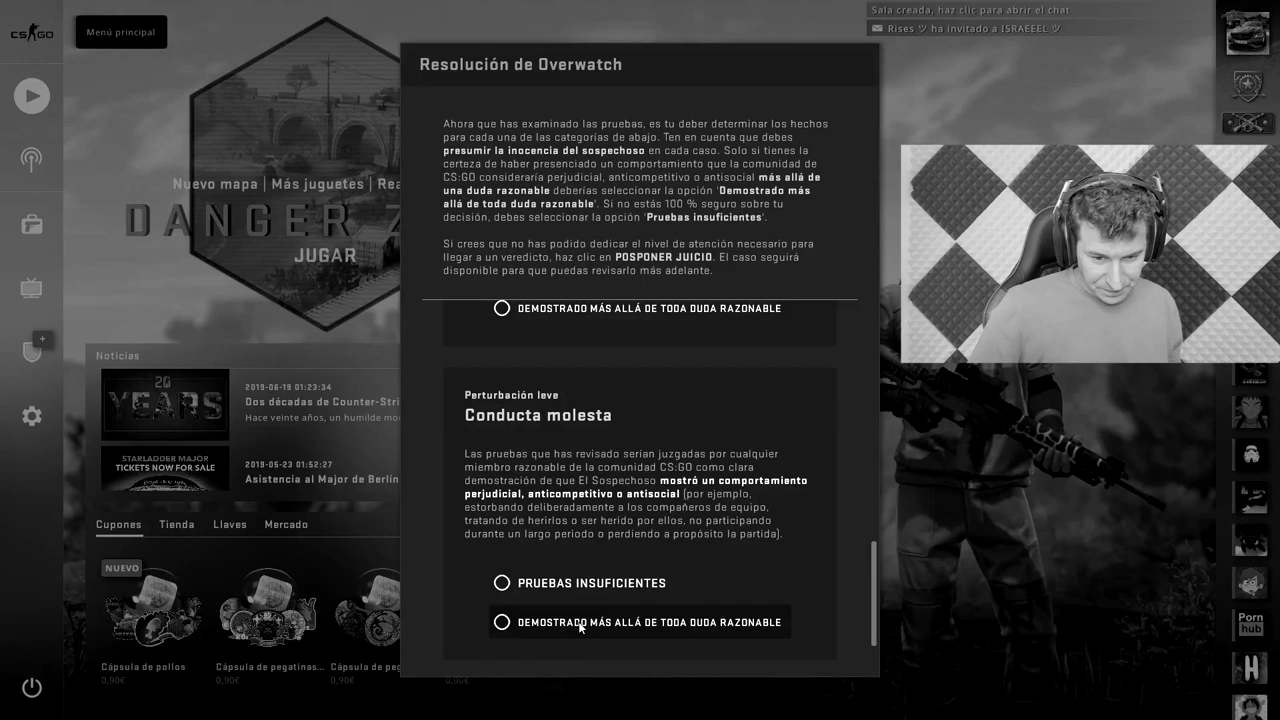 CS GO
Menú principal
Sala creada, haz clic para abrir el chat
Rises ツ ha invitado a ISRAEEEL ツ
Resolución de Overwatch
Ahora que has examinado las pruebas, es tu deber determinar los hechos
para cada una de las categorías de abajo. Ten en cuenta que debes
presumir la inocencia del sospechoso en cada caso. Solo si tienes la
certeza de haber presenciado un comportamiento que la comunidad de
CS:GO consideraría perjudicial, anticompetitivo o antisocial más allá de
una duda razonable deberías seleccionar la opción 'Demostrado más
allá de toda duda razonable'. Si no estás 100 % seguro sobre tu
decisión, debes seleccionar la opción 'Pruebas insuficientes'.
Si crees que no has podido dedicar el nivel de atención necesario para
llegar a un veredicto, haz clic en POSPONER JUICIO. El caso seguirá
disponible para que puedas revisarlo más adelante.
DEMOSTRADO MÁS ALLÁ DE TODA DUDA RAZONABLE
Perturbación leve
Conducta molesta
Las pruebas que has revisado serían juzgadas por cualquier
miembro razonable de la comunidad CS:GO como clara
demostración de que El Sospechoso mostró un comportamiento
perjudicial, anticompetitivo o antisocial (por ejemplo,
estorbando deliberadamente a los compañeros de equipo,
tratando de herirlos o ser herido por ellos, no participando
durante un largo periodo o perdiendo a propósito la partida).
PRUEBAS INSUFICIENTES
DEMOSTRADO MÁS ALLÁ DE TODA DUDA RAZONABLE
Nuevo mapa | Más juguetes | Rea
DANGER Z
JUGAR
Noticias
20
YEARS
2019-06-19 01:23:34
Dos décadas de Counter-Stri
Hace veinte años, un humilde mo
STARLADDER MAJOR
TICKETS NOW FOR SALE
2019-05-23 01:52:27
Asistencia al Major de Berlín
Cupones Tienda Llaves Mercado
NUEVO
Cápsula de pollos Cápsula de pegatinas... Cápsula de peg
0,90€ 0,90€ 0,90€ 0,90€
Porn
hub
H